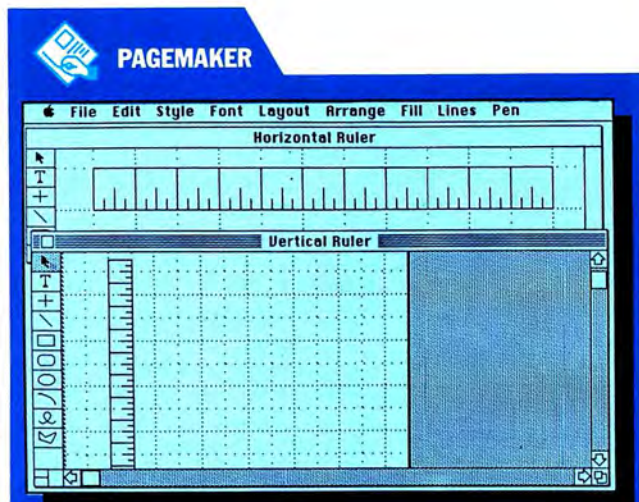 PAGEMAKER
File Edit Style Font Layout Arrange Fill Lines Pen
Horizontal Ruler
T
Vertical Ruler
T